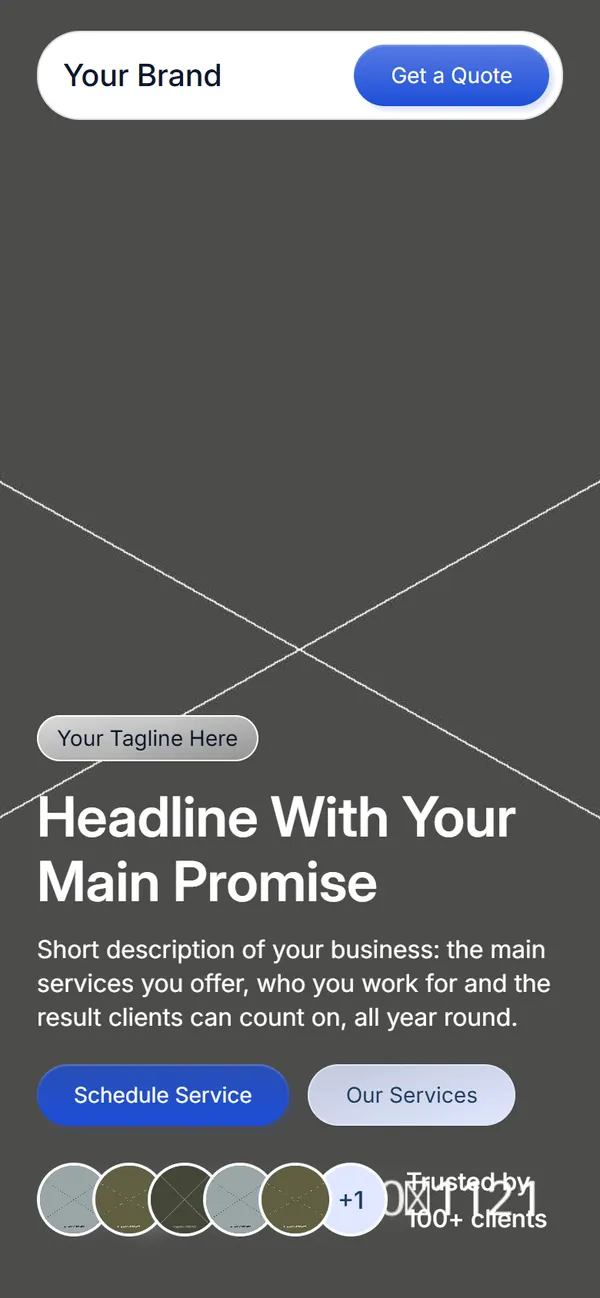 Your Brand
Get a Quote
Your Tagline Here
Headline With Your
Main Promise
Short description of your business: the main
services you offer, who you work for and the
result clients can count on, all year round.
Schedule Service
Our Services
+1
Trusted by
100+ clients